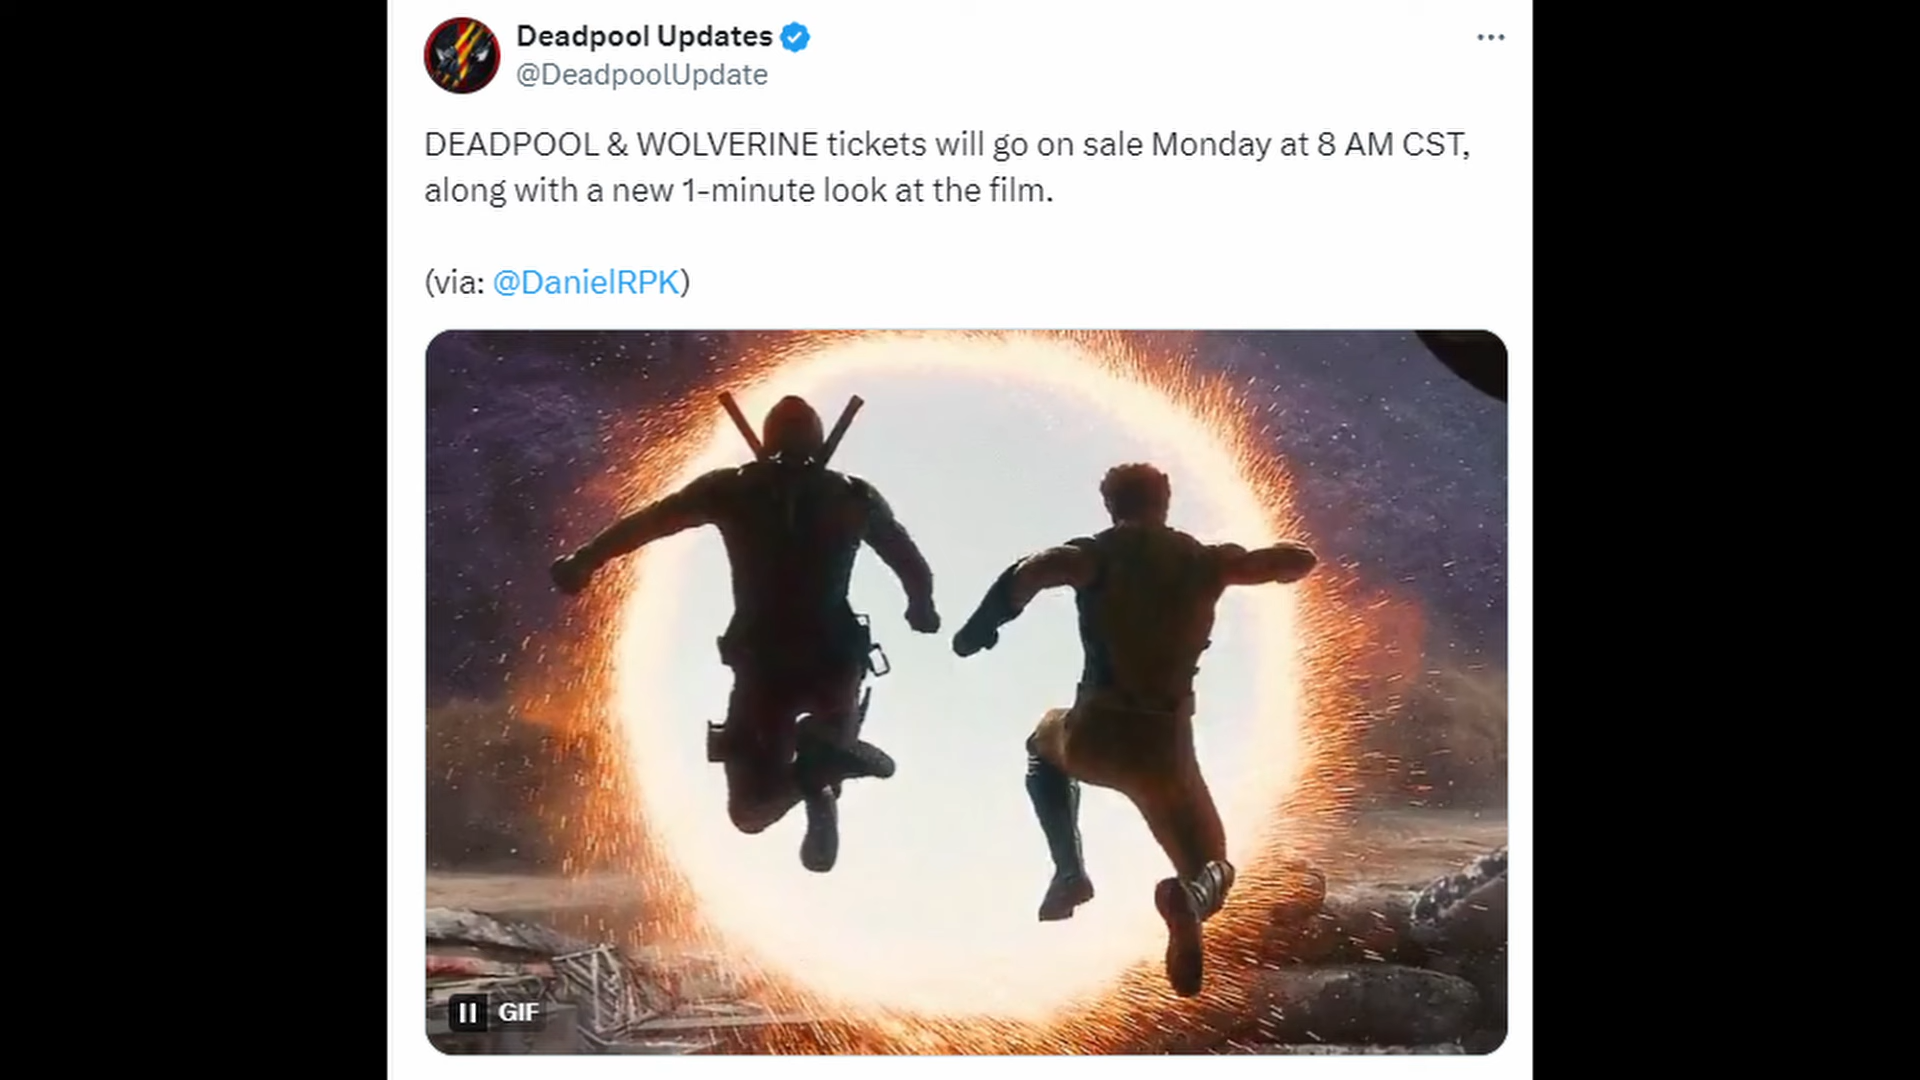 Deadpool Updates
@DeadpoolUpdate
DEADPOOL & WOLVERINE tickets will go on sale Monday at 8 AM CST,
along with a new 1-minute look at the film.
(via: @DanielRPK)
GIF